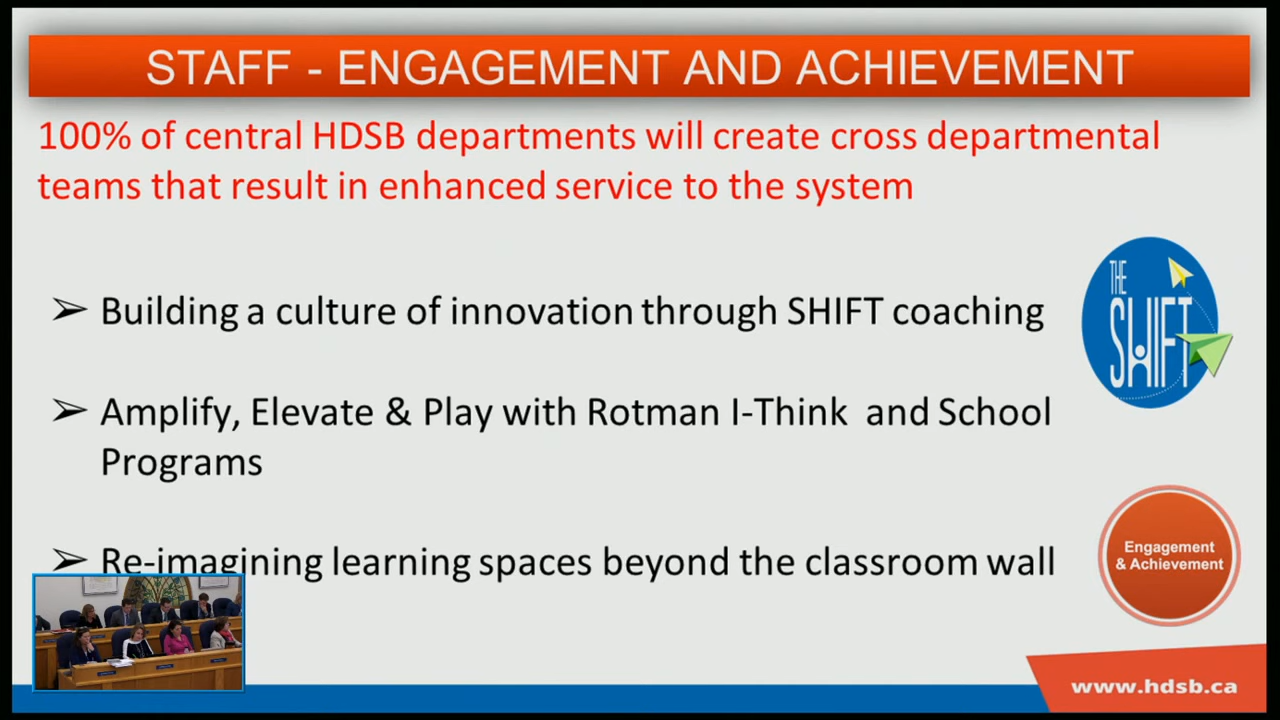 STAFF - ENGAGEMENT AND ACHIEVEMENT
100% of central HDSB departments will create cross departmental
teams that result in enhanced service to the system
➢ Building a culture of innovation through SHIFT coaching
THE
SHIFT
➢ Amplify, Elevate & Play with Rotman I-Think and School
Programs
➢ Re-imagining learning spaces beyond the classroom wall
Engagement
& Achievement
www.hdsb.ca